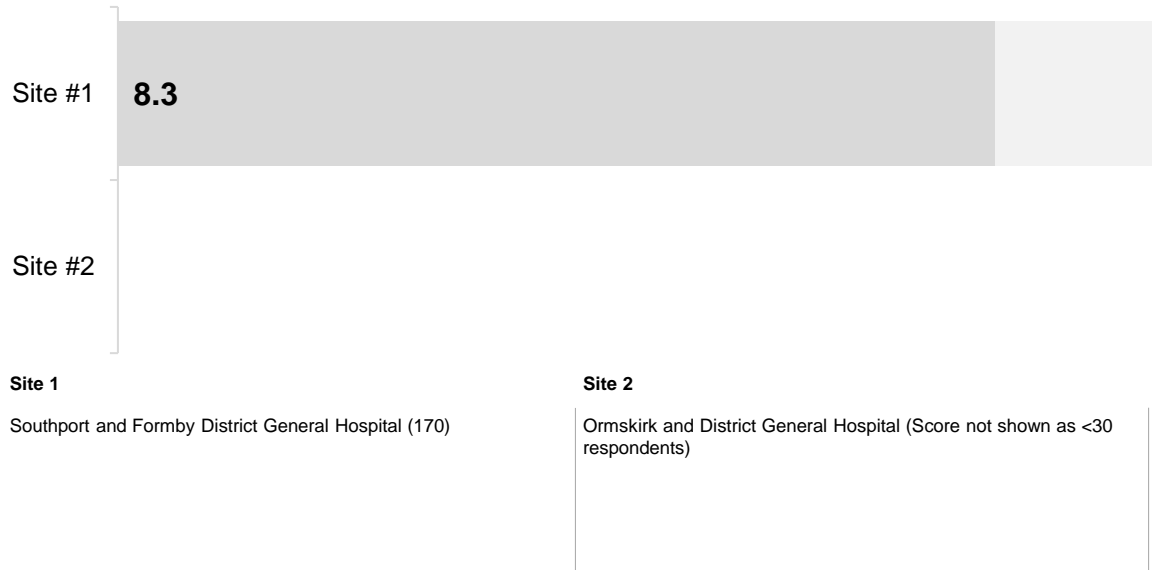 Site #1
8.3
Site #2
Site 1
Southport and Formby District General Hospital (170)
Site 2
Ormskirk and District General Hospital (Score not shown as <30
respondents)